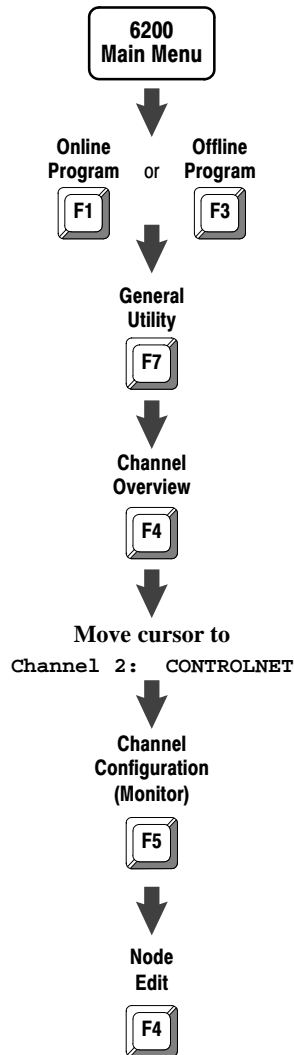 6200
Main Menu
Online
Program
or
Offline
Program
F1
F3
General
Utility
F7
Channel
Overview
F4
Move cursor to
Channel 2: CONTROLNET
Channel
Configuration
(Monitor)
F5
Node
Edit
F4